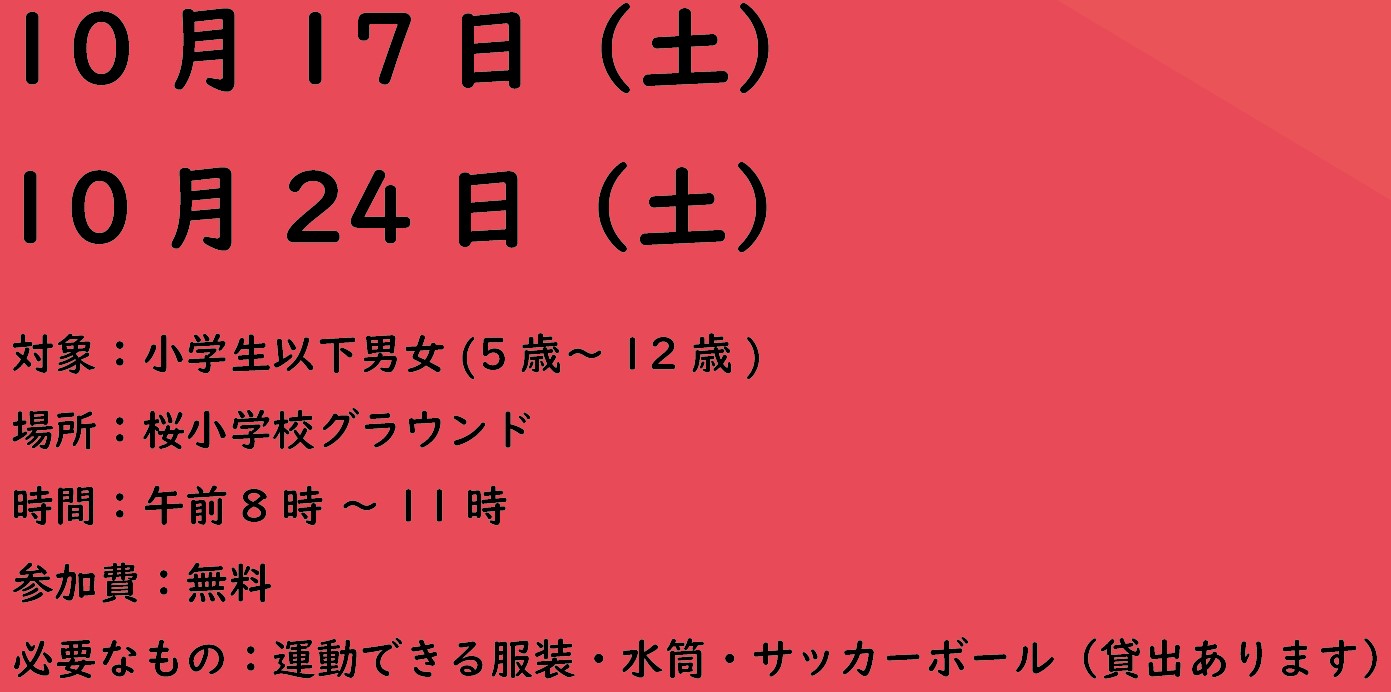 10月17日（土）
10月24日（土）
対象：小学生以下男女(5歳～12歳)
場所：桜小学校グラウンド
時間：午前8時～11時
参加費：無料
必要なもの：運動できる服装・水筒・サッカーボール（貸出あります）